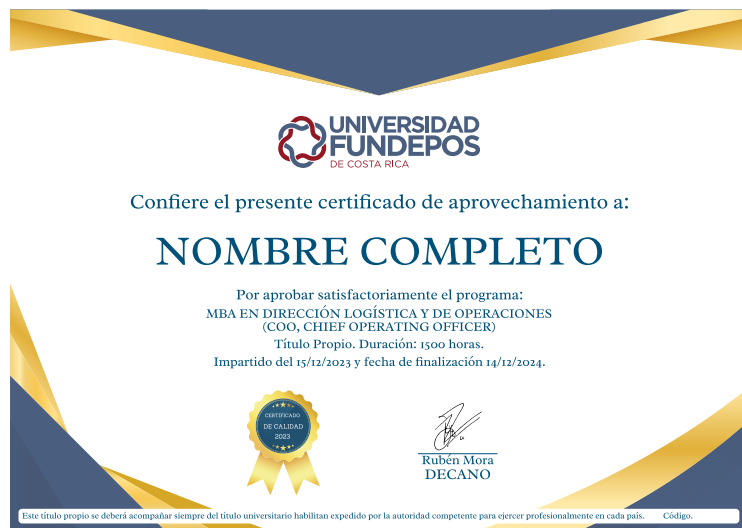 UNIVERSIDAD
FUNDEPOS
DE COSTA RICA
Confiere el presente certificado de aprovechamiento a:
NOMBRE COMPLETO
Por aprobar satisfactoriamente el programa:
MBA EN DIRECCIÓN LOGÍSTICA Y DE OPERACIONES
(COO, CHIEF OPERATING OFFICER)
Título Propio. Duración: 1500 horas.
Impartido del 15/12/2023 y fecha de finalización 14/12/2024.
CERTIFICADO
DE CALIDAD
2023
Rubén Mora
DECANO
Este título propio se deberá acompañar siempre del título universitario habilitan expedido por la autoridad competente para ejercer profesionalmente en cada país. Código.